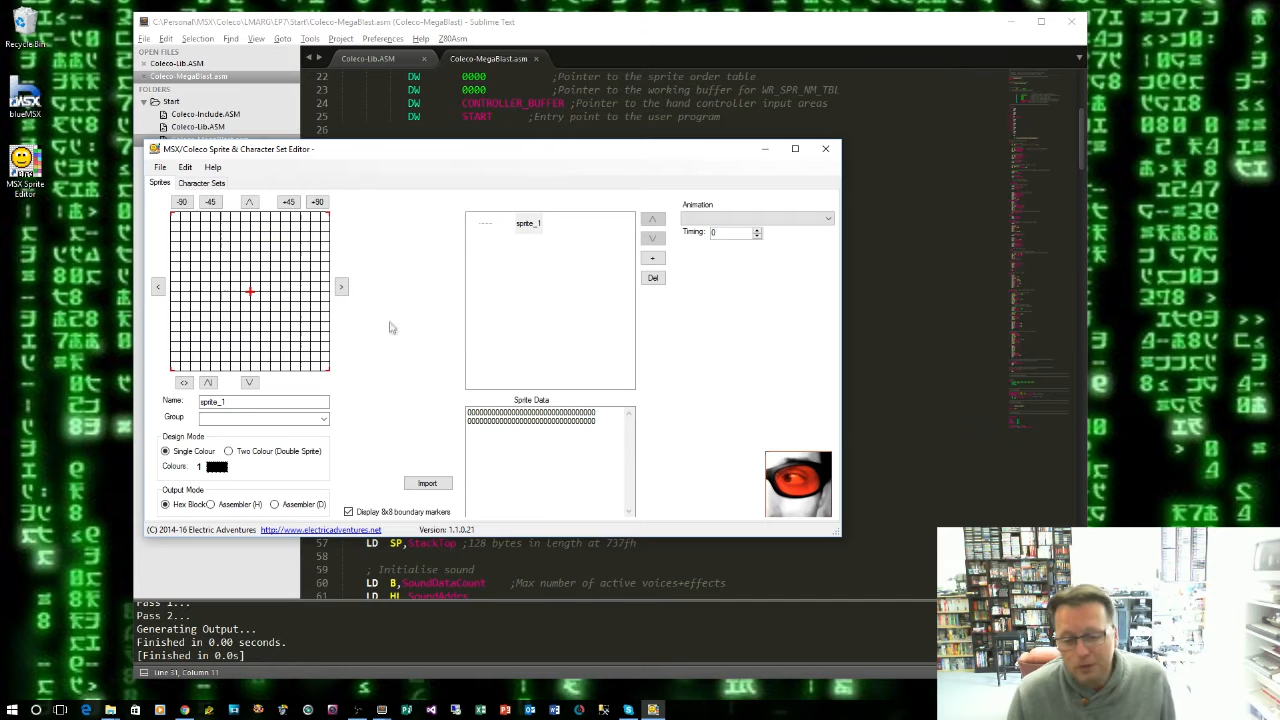 Recycle Bin
blueMSX
MSX Sprite
Editor
C:\Personal\MSX\Coleco\LMARG\EP7\Start\Coleco-MegaBlast.asm (Coleco-MegaBlast) - Sublime Text
File Edit Selection Find View Goto Tools Project Preferences Help Z80Asm
OPEN FILES
× Coleco-Lib.ASM
× Coleco-MegaBlast.asm
FOLDERS
Start
Coleco-Include.ASM
Coleco-Lib.ASM
Coleco-Lib.ASM × Coleco-MegaBlast.asm ×
22 DW 0000 ;Pointer to the sprite order table
23 DW 0000 ;Pointer to the working buffer for WR_SPR_NM_TBL
24 DW CONTROLLER_BUFFER ;Pointer to the hand controller input areas
25 DW START ;Entry point to the user program
26
MSX/Coleco Sprite & Character Set Editor
File Edit Help
Sprites Character Sets
-90 -45 /\ +45 +90
< >
<> /\/ \/
Name: sprite_1
Group
Design Mode
Single Colour Two Colour (Double Sprite)
Colours: 1
Output Mode
Hex Block Assembler (H) Assembler (D)
sprite_1
/\
\/
+
Del
Animation
Timing: 0
Sprite Data
00000000000000000000000000000000
00000000000000000000000000000000
Import
Display 8x8 boundary markers
(C) 2014-16 Electric Adventures http://www.electricadventures.net Version: 1.1.0.21
57 LD SP,StackTop ;128 bytes in length at 737fh
58
59 ; Initialise sound
60 LD B,SoundDataCount ;Max number of active voices+effects
61 LD HL,SoundAddrs
Pass 1...
Pass 2...
Generating Output...
Finished in 0.00 seconds.
[Finished in 0.0s]
Line 31, Column 11